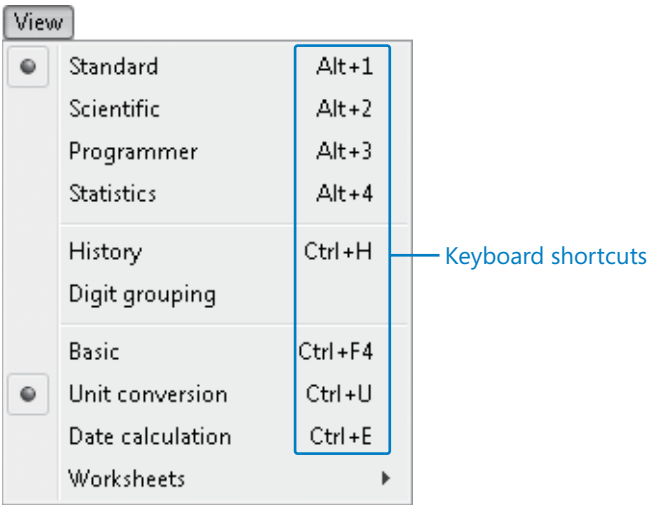 View
Standard Alt+1
Scientific Alt+2
Programmer Alt+3
Statistics Alt+4
History Ctrl+H
Keyboard shortcuts
Digit grouping
Basic Ctrl+F4
Unit conversion Ctrl+U
Date calculation Ctrl+E
Worksheets